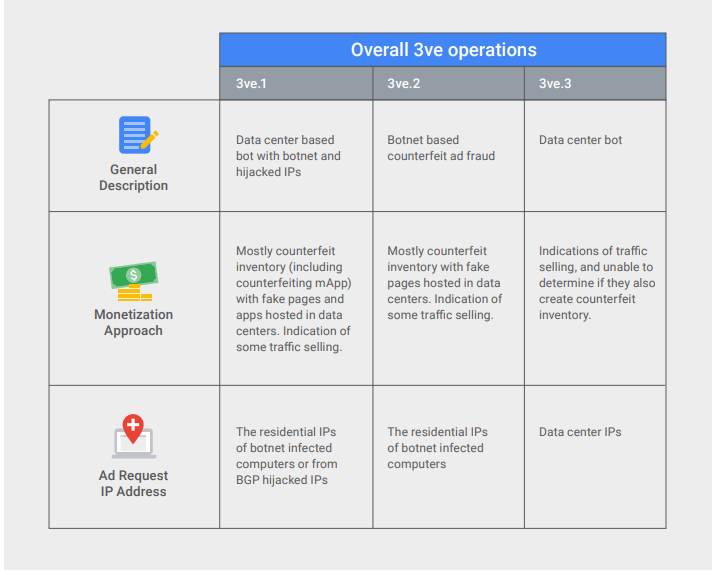 Overall 3ve operations
3ve.1
3ve.2
3ve.3
General
Description
Data center based
bot with botnet and
hijacked IPs
Botnet based
counterfeit ad fraud
Data center bot
Monetization
Approach
Mostly counterfeit
inventory (including
counterfeiting mApp)
with fake pages and
apps hosted in data
centers. Indication of
some traffic selling.
Mostly counterfeit
inventory with fake
pages hosted in data
centers. Indication of
some traffic selling.
Indications of traffic
selling, and unable to
determine if they also
create counterfeit
inventory.
Ad Request
IP Address
The residential IPs
of botnet infected
computers or from
BGP hijacked IPs
The residential IPs
of botnet infected
computers
Data center IPs